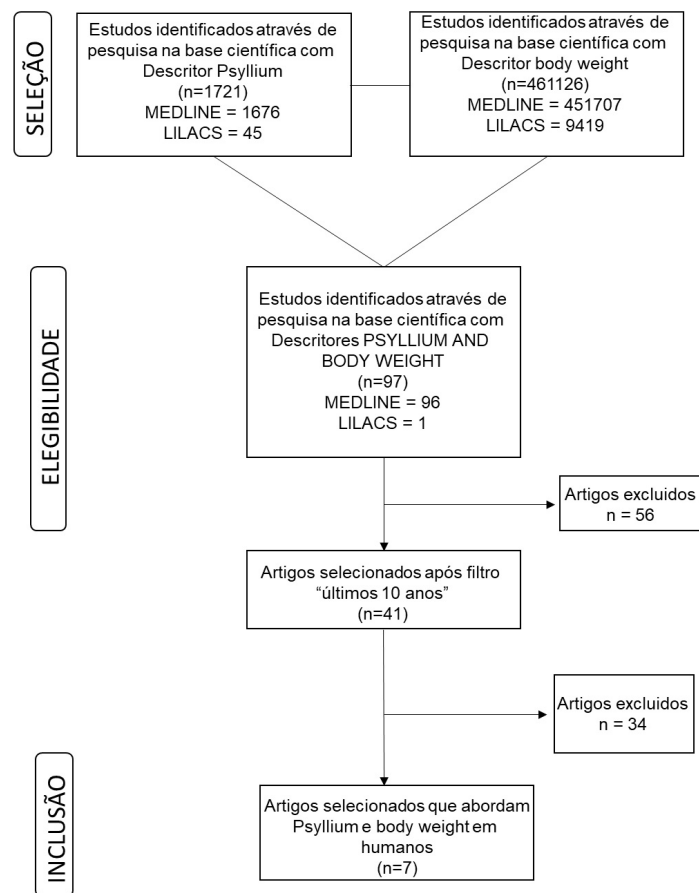 SELEÇÃO
Estudos identificados através de
pesquisa na base científica com
Descritor Psyllium
(n=1721)
MEDLINE = 1676
LILACS = 45
Estudos identificados através de
pesquisa na base científica com
Descritor body weight
(n=461126)
MEDLINE = 451707
LILACS = 9419
ELEGIBILIDADE
Estudos identificados através de
pesquisa na base científica com
Descritores PSYLLIUM AND
BODY WEIGHT
(n=97)
MEDLINE = 96
LILACS = 1
Artigos excluidos
n = 56
Artigos selecionados após filtro
“últimos 10 anos”
(n=41)
Artigos excluidos
n = 34
INCLUSÃO
Artigos selecionados que abordam
Psyllium e body weight em
humanos
(n=7)